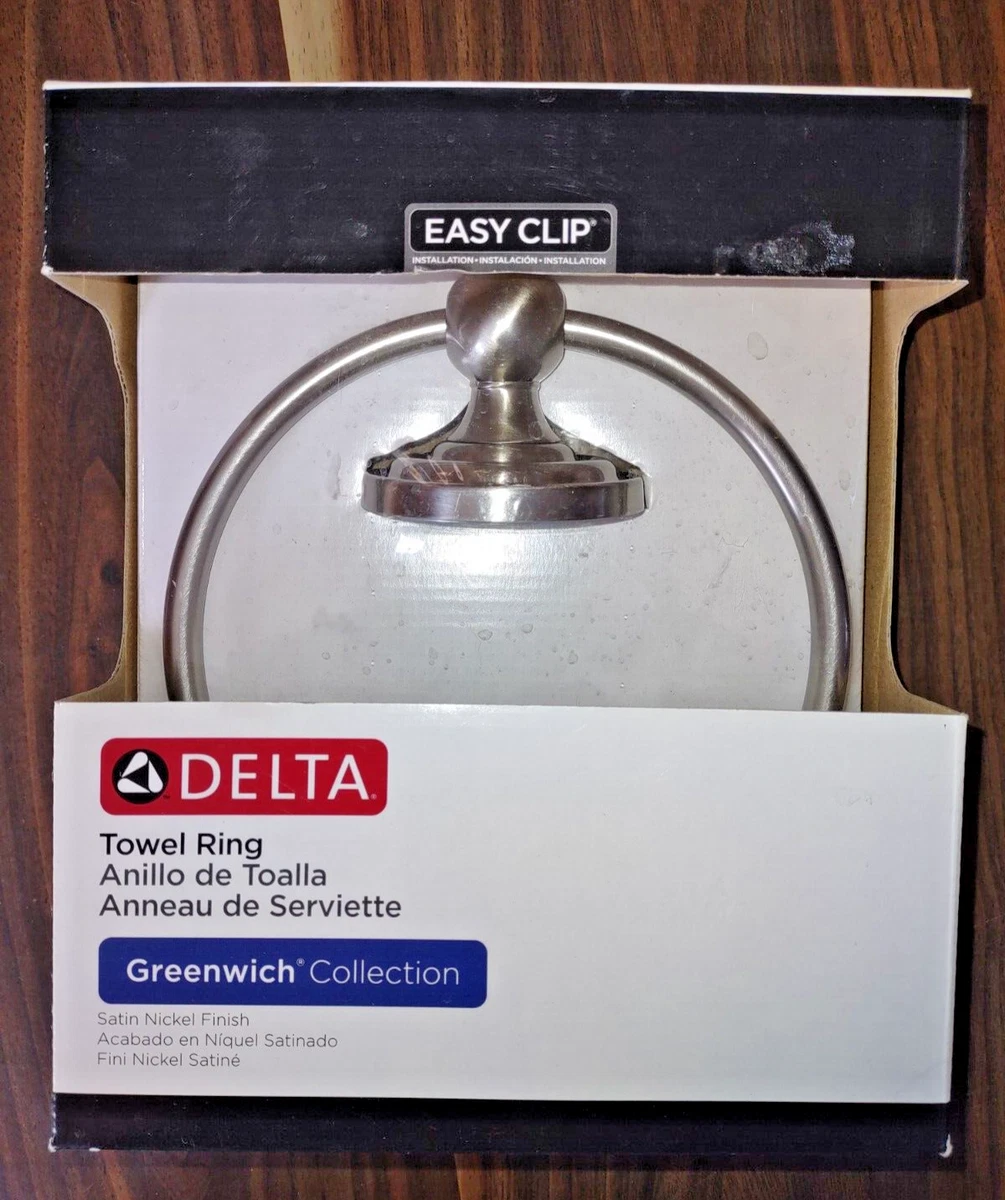 EASY CLIP®
INSTALLATION • INSTALACIÓN • INSTALLATION
DELTA®
Towel Ring
Anillo de Toalla
Anneau de Serviette
Greenwich® Collection
Satin Nickel Finish
Acabado en Níquel Satinado
Fini Nickel Satiné